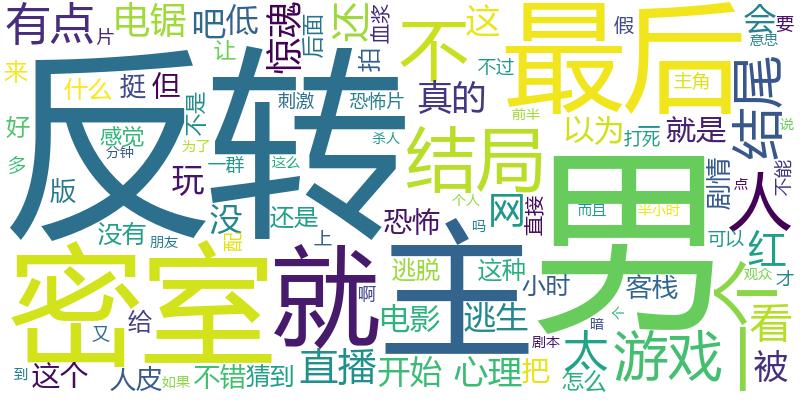 反转
男
主
最后
密室
就
结局
不
个
人
结尾
游戏
有点
电锯
吧
低
惊魂
后面
还
拍
血浆
这
假
会
要
意思
片
让
来
什么
挺
但
不是
刺激
恐怖片
真的
不过
主角
前半
好
多
感觉
分钟
为了
一群
这么
杀人
以为
打死
就是
剧情
说
不能
点
版
玩
没有
朋友
没
配
还是
上
恐怖
个人
吗
网
直接
而且
半小时
可以
红
观众
才
逃脱
这种
小时
客栈
看
啊
电影
逃生
暗
剧本
又
给
到
这个
人皮
如果
不错
猜到
直播
开始
心理
把
太
怎么
被